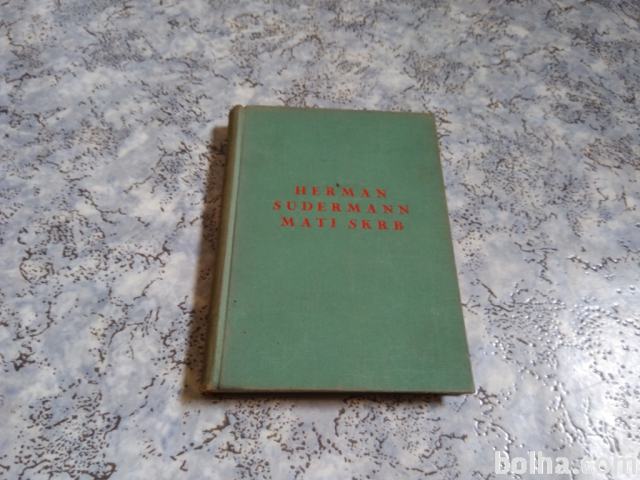 HERMAN
SUDERMANN
MATI SKRB
bolha.com